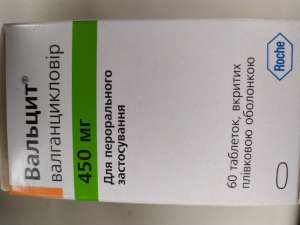 Вальцит®
валганцикловір
450 мг
Для перорального
застосування
Roche
60 таблеток, вкритих
плівковою оболонкою